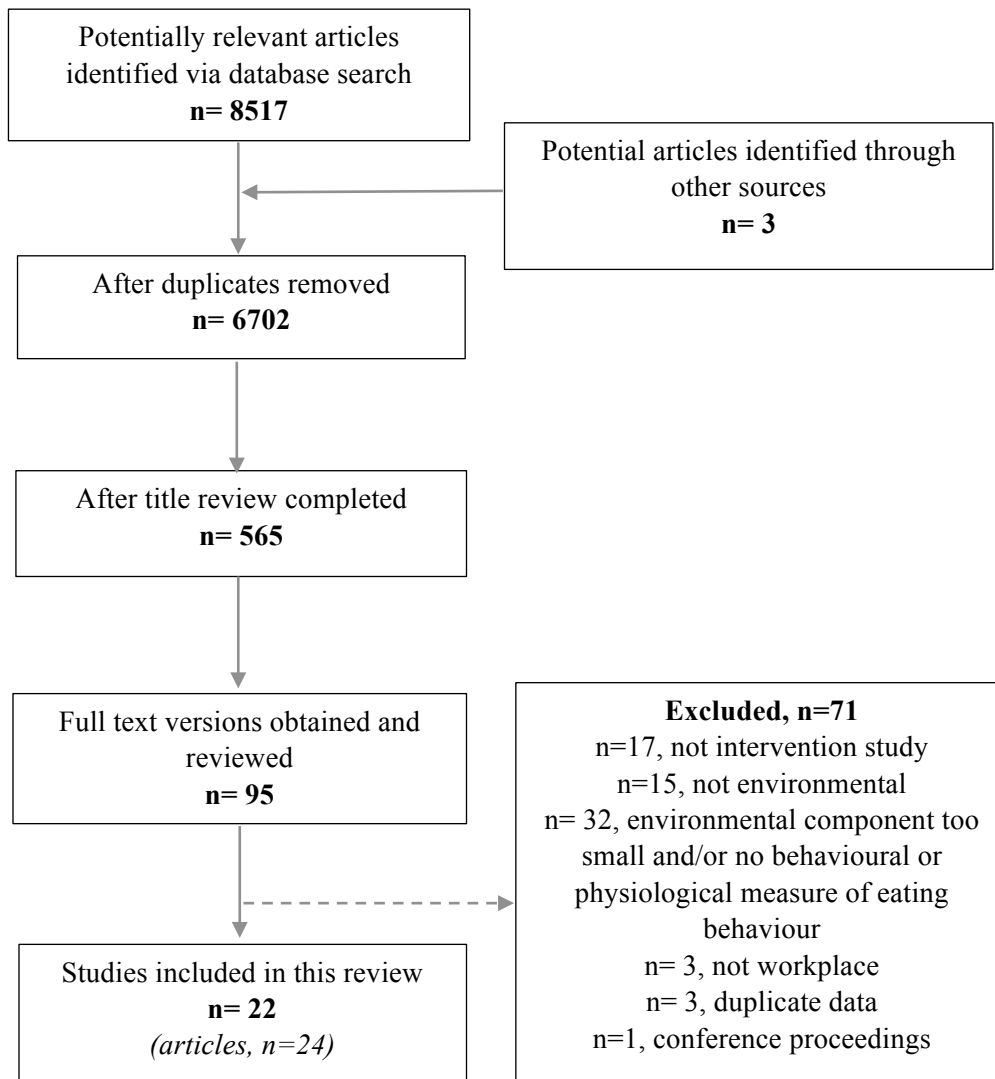 Potentially relevant articles
identified via database search
n= 8517
Potential articles identified through
other sources
n= 3
After duplicates removed
n= 6702
After title review completed
n= 565
Full text versions obtained and
reviewed
n= 95
Excluded, n=71
n=17, not intervention study
n=15, not environmental
n= 32, environmental component too
small and/or no behavioural or
physiological measure of eating
behaviour
n= 3, not workplace
n= 3, duplicate data
n=1, conference proceedings
Studies included in this review
n= 22
(articles, n=24)